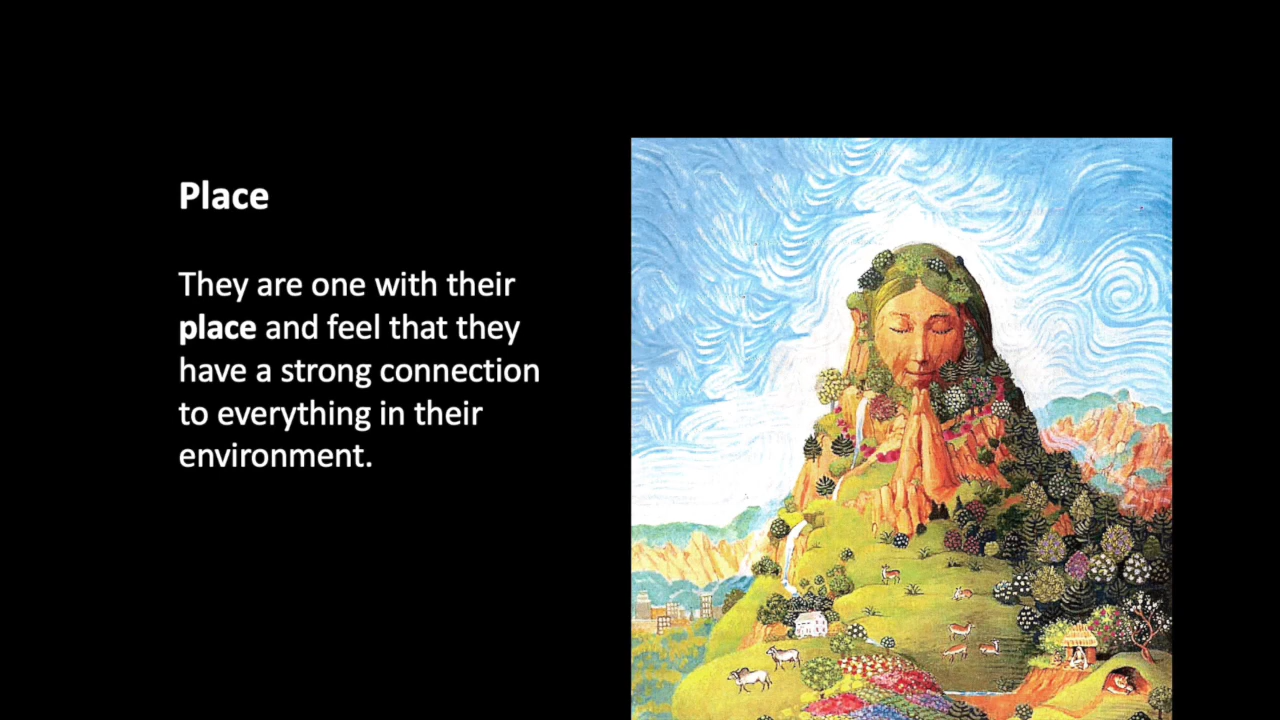 Place
They are one with their
place and feel that they
have a strong connection
to everything in their
environment.